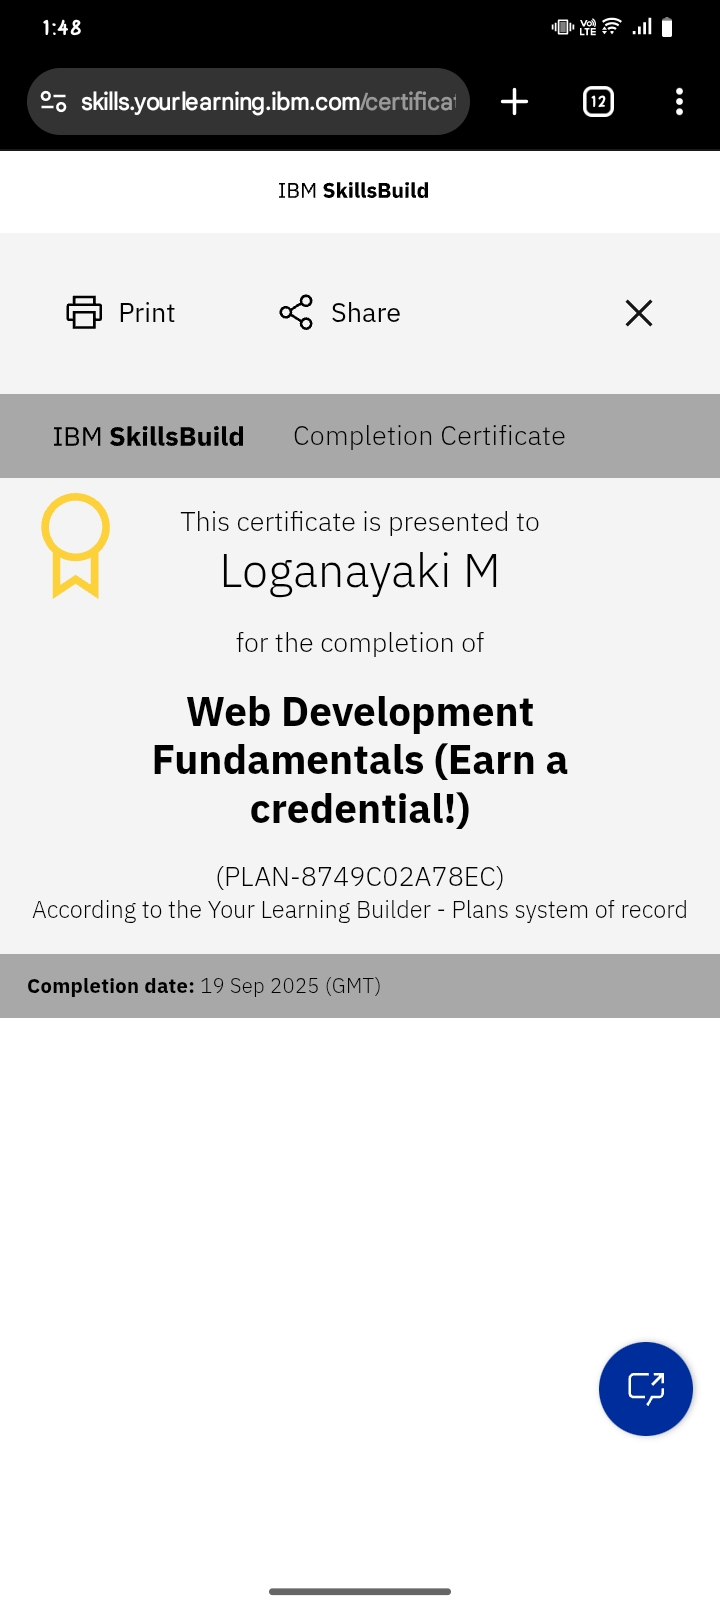 1:48
Vo) LTE
skills.yourlearning.ibm.com/certificat
12
IBM SkillsBuild
Print
Share
IBM SkillsBuild Completion Certificate
This certificate is presented to
Loganayaki M
for the completion of
Web Development
Fundamentals (Earn a
credential!)
(PLAN-8749C02A78EC)
According to the Your Learning Builder - Plans system of record
Completion date: 19 Sep 2025 (GMT)